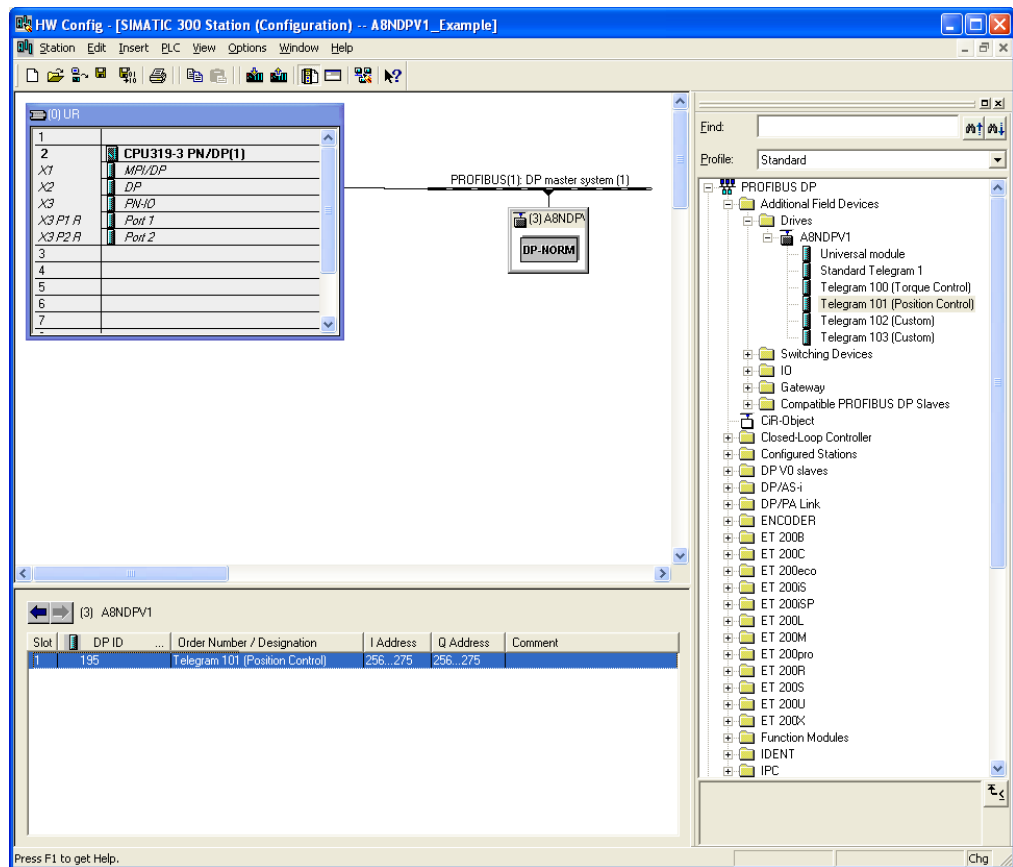 HW Config - [SIMATIC 300 Station (Configuration) -- A8NDPV1_Example]
Station Edit Insert PLC View Options Window Help
(0) UR
1
2 CPU319-3 PN/DP(1)
X1 MPI/DP
X2 DP
X3 PN-IO
X3 P1 R Port 1
X3 P2 R Port 2
3
4
5
6
7
PROFIBUS(1): DP master system (1)
(3) A8NDPV
DP-NORM
Find:
Profile: Standard
PROFIBUS DP
Additional Field Devices
Drives
A8NDPV1
Universal module
Standard Telegram 1
Telegram 100 (Torque Control)
Telegram 101 (Position Control)
Telegram 102 (Custom)
Telegram 103 (Custom)
Switching Devices
IO
Gateway
Compatible PROFIBUS DP Slaves
CiR-Object
Closed-Loop Controller
Configured Stations
DP V0 slaves
DP/AS-i
DP/PA Link
ENCODER
ET 200B
ET 200C
ET 200eco
ET 200iS
ET 200iSP
ET 200L
ET 200M
ET 200pro
ET 200R
ET 200S
ET 200U
ET 200X
Function Modules
IDENT
IPC
(3) A8NDPV1
Slot DP ID ... Order Number / Designation I Address Q Address Comment
1 195 Telegram 101 (Position Control) 256...275 256...275
Press F1 to get Help. Chg